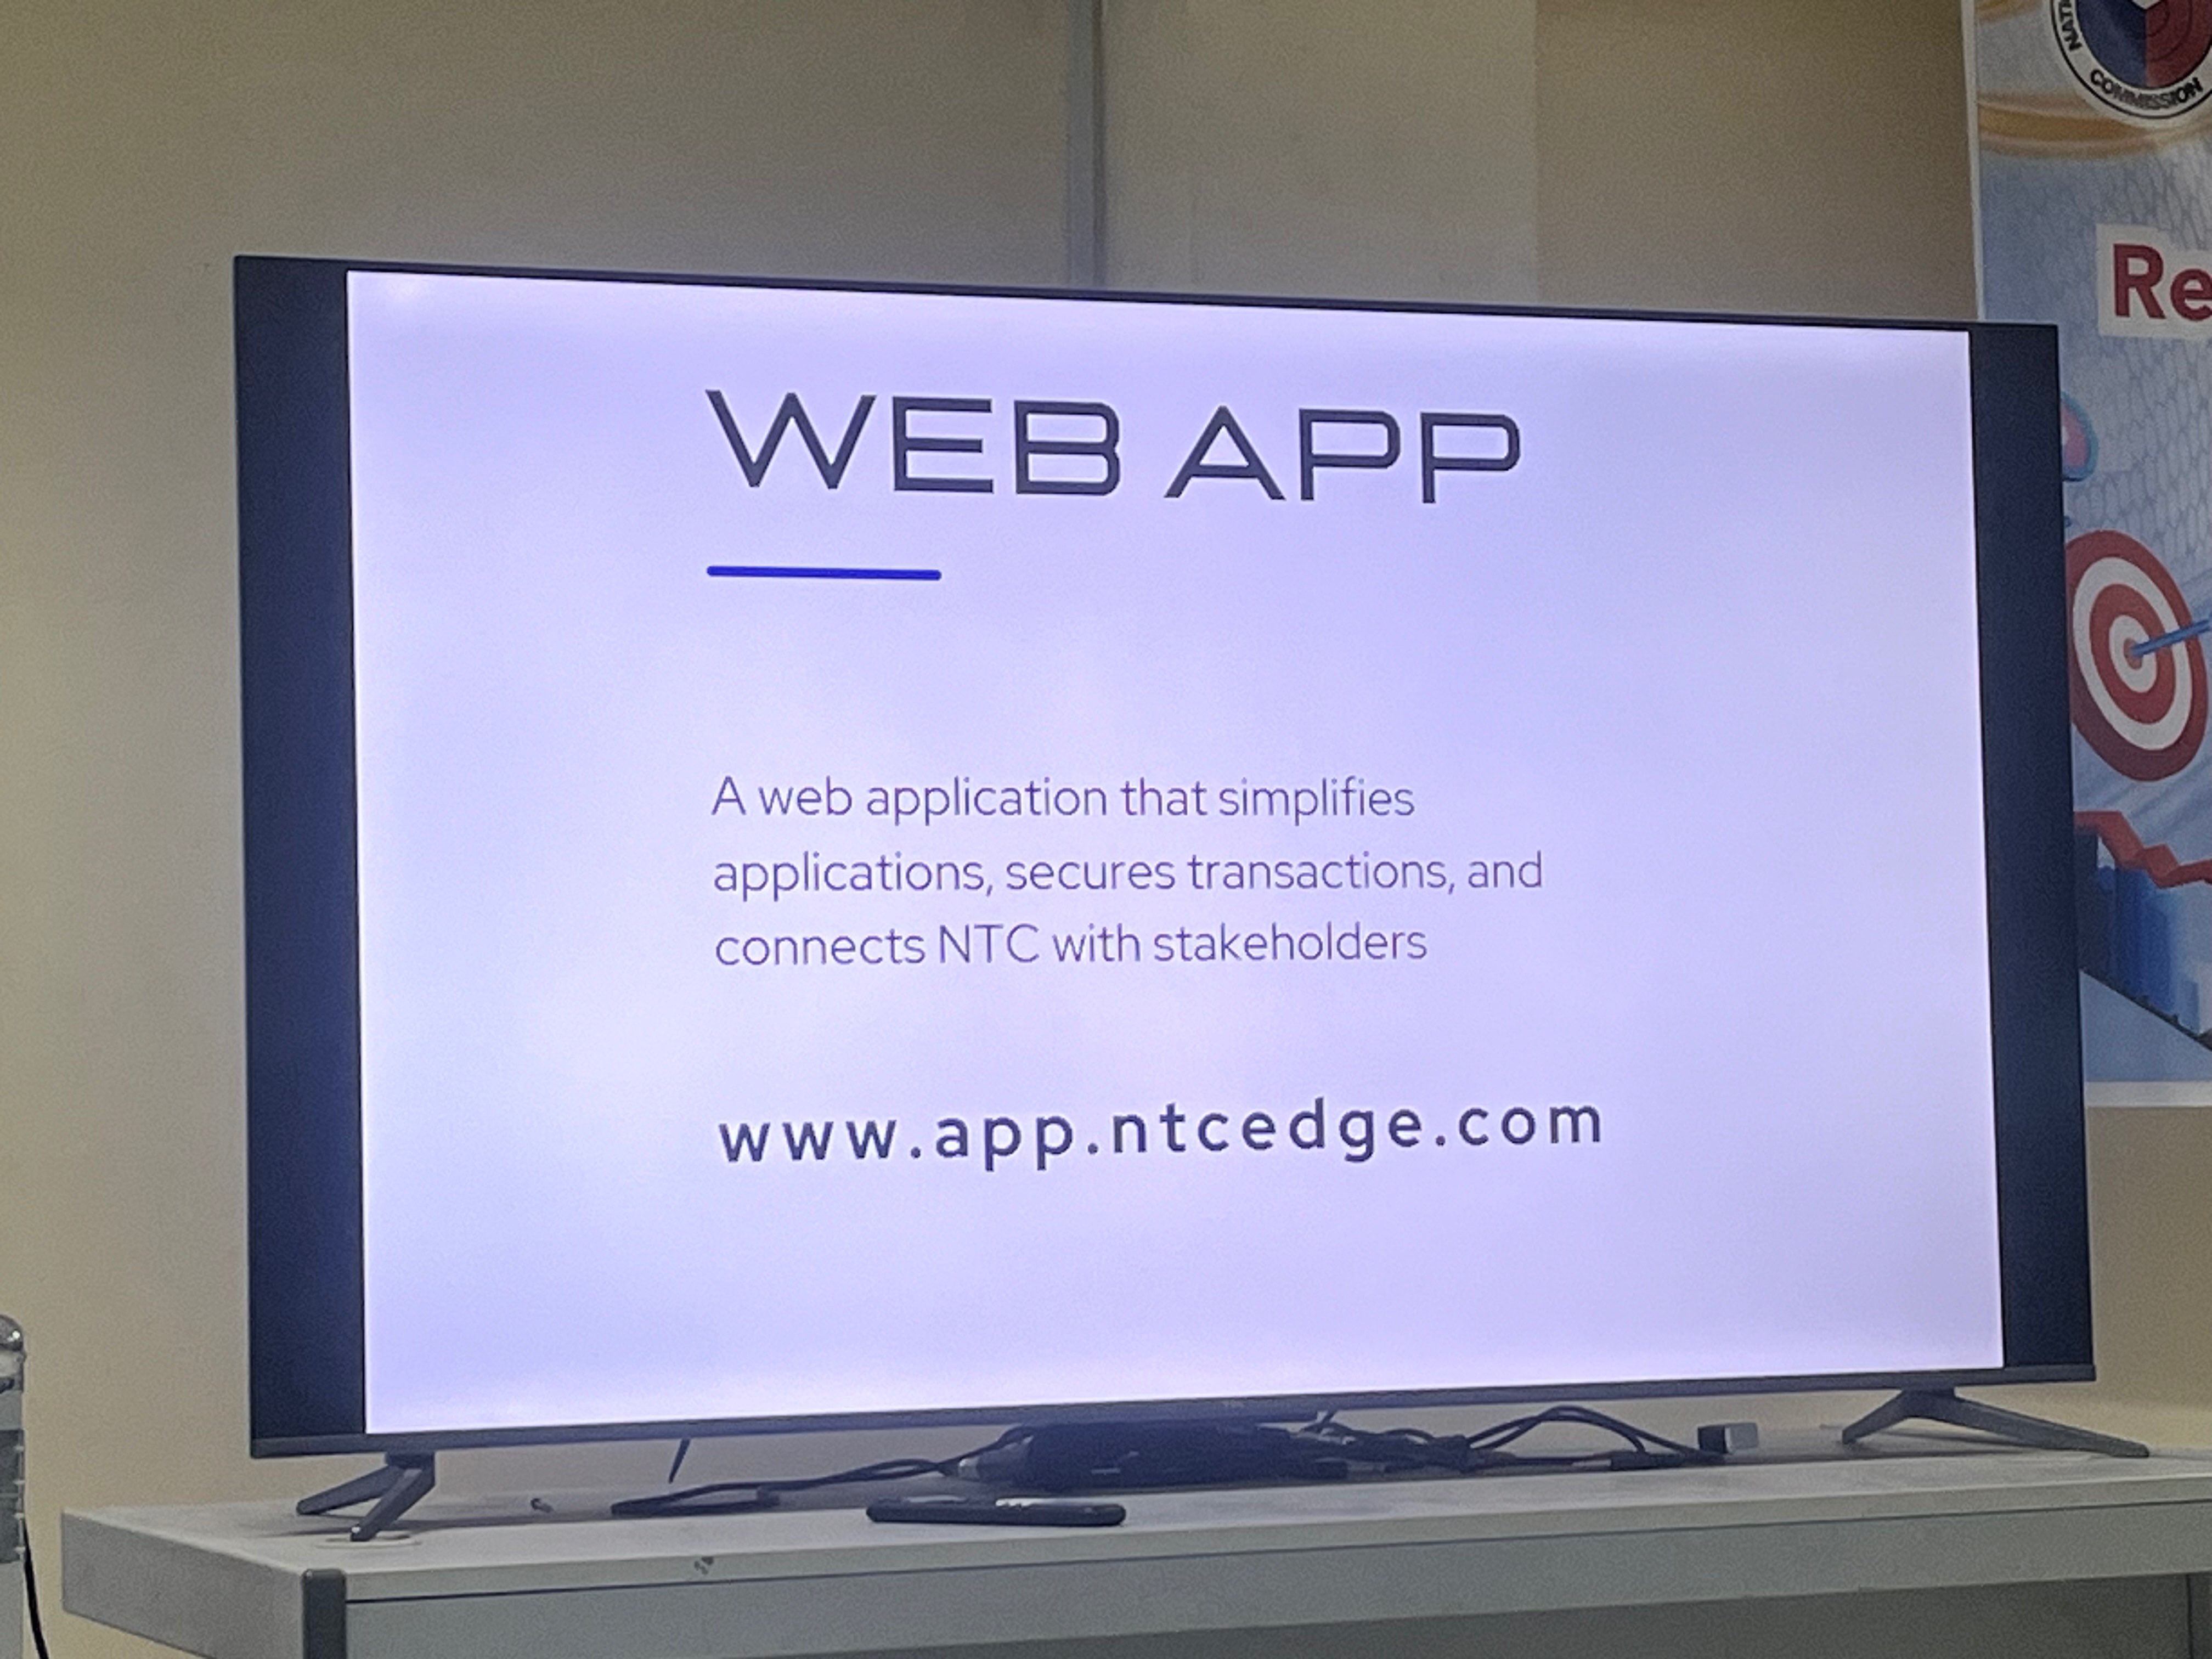 WEB APP
A web application that simplifies
applications, secures transactions, and
connects NTC with stakeholders
www.app.ntcedge.com
COMMISSION
Re